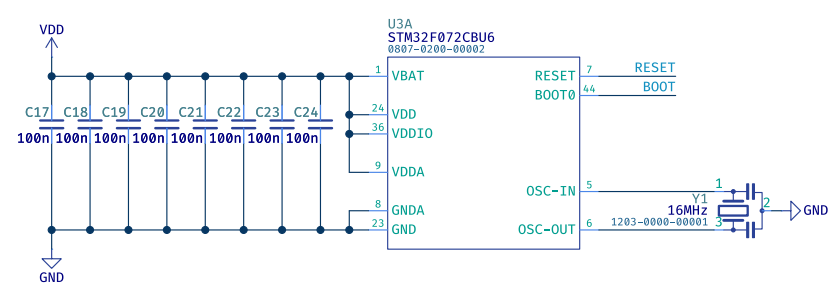 VDD
U3A
STM32F072CBU6
0807-0200-00002
1 VBAT
RESET 7 RESET
BOOT0 44 BOOT
C17 C18 C19 C20 C21 C22 C23 C24
100n 100n 100n 100n 100n 100n 100n 100n
24 VDD
36 VDDIO
9 VDDA
OSC-IN 5
1
Y1
2
8 GNDA
16MHz
GND
23 GND
OSC-OUT 6
1203-0000-00001
3
GND